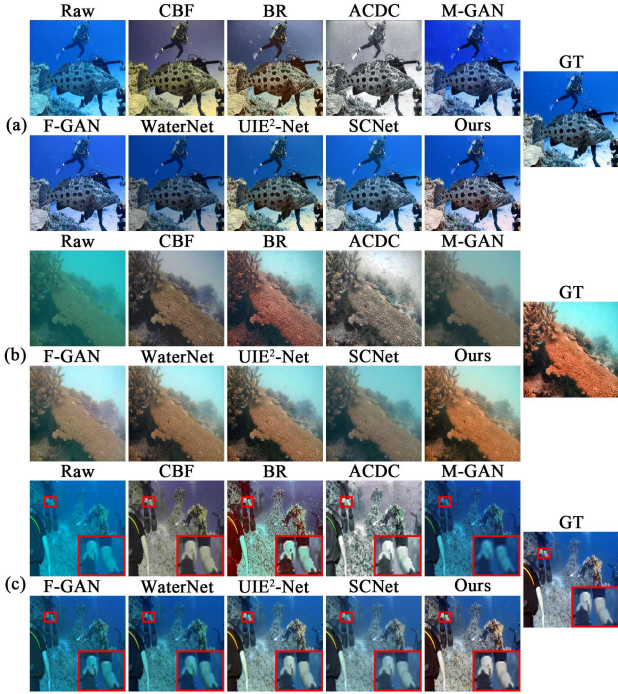 Raw CBF BR ACDC M-GAN
GT
(a)
F-GAN WaterNet UIE²-Net SCNet Ours
Raw CBF BR ACDC M-GAN
GT
(b)
F-GAN WaterNet UIE²-Net SCNet Ours
Raw CBF BR ACDC M-GAN
GT
(c)
F-GAN WaterNet UIE²-Net SCNet Ours